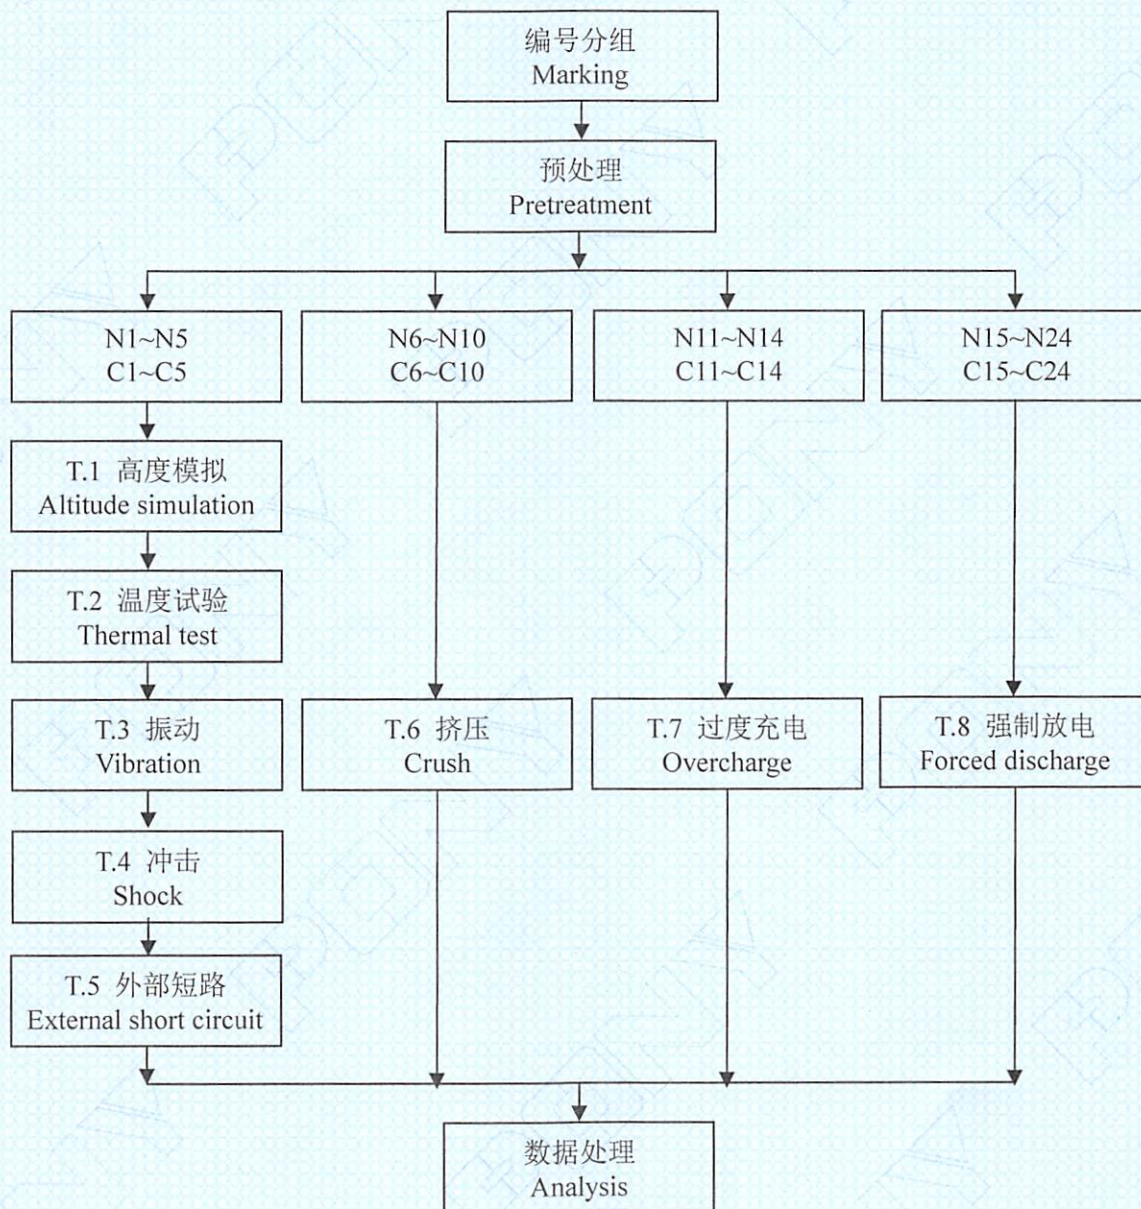 编号分组
Marking
预处理
Pretreatment
N1~N5
C1~C5
N6~N10
C6~C10
N11~N14
C11~C14
N15~N24
C15~C24
T.1 高度模拟
Altitude simulation
T.2 温度试验
Thermal test
T.3 振动
Vibration
T.6 挤压
Crush
T.7 过度充电
Overcharge
T.8 强制放电
Forced discharge
T.4 冲击
Shock
T.5 外部短路
External short circuit
数据处理
Analysis